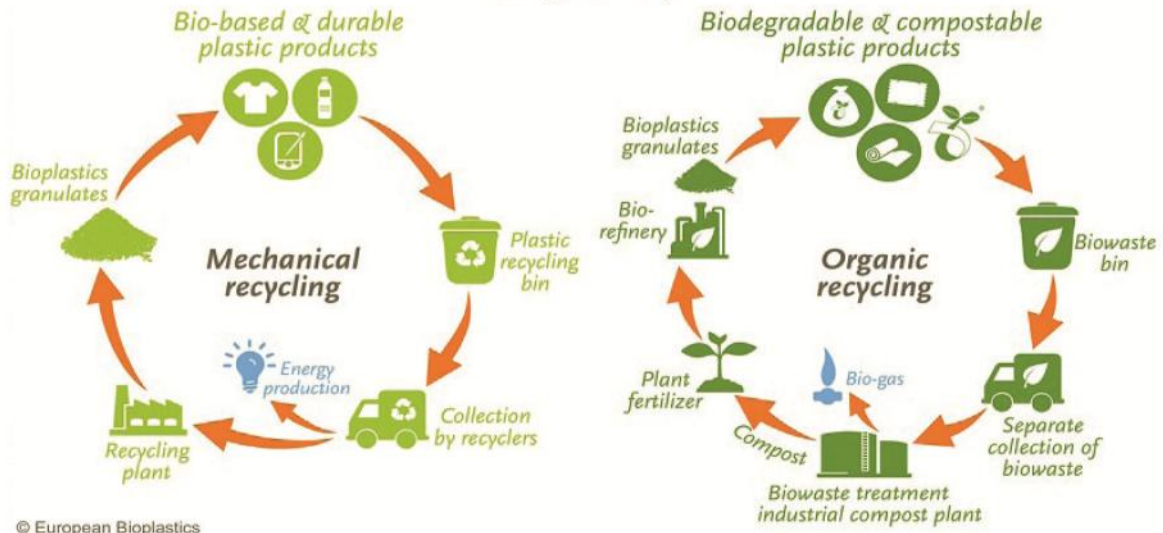 Bio-based & durable
plastic products
Bioplastics
granulates
Mechanical
recycling
Plastic
recycling
bin
Energy
production
Recycling
plant
Collection
by recyclers
Biodegradable & compostable
plastic products
Bioplastics
granulates
Bio-
refinery
Organic
recycling
Biowaste
bin
Plant
fertilizer
Bio-gas
Compost
Separate
collection of
biowaste
Biowaste treatment
industrial compost plant
© European Bioplastics